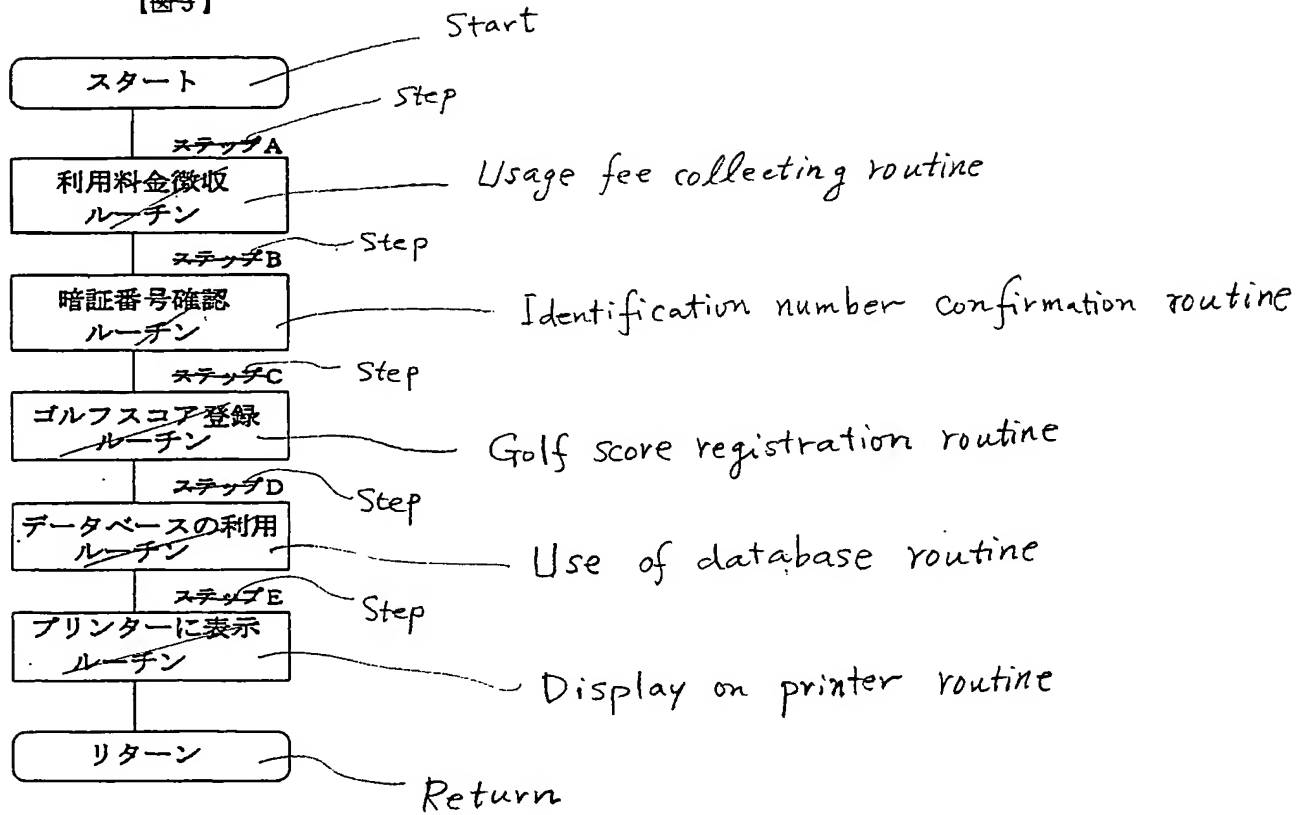 Start
スタート
Step
ステップA
利用料金徴収
ルーチン
Usage fee collecting routine
Step
ステップB
暗証番号確認
ルーチン
Identification number confirmation routine
Step
ステップC
ゴルフスコア登録
ルーチン
Golf score registration routine
ステップD
Step
データベースの利用
ルーチン
Use of database routine
ステップE
Step
プリンターに表示
ルーチン
Display on printer routine
リターン
Return